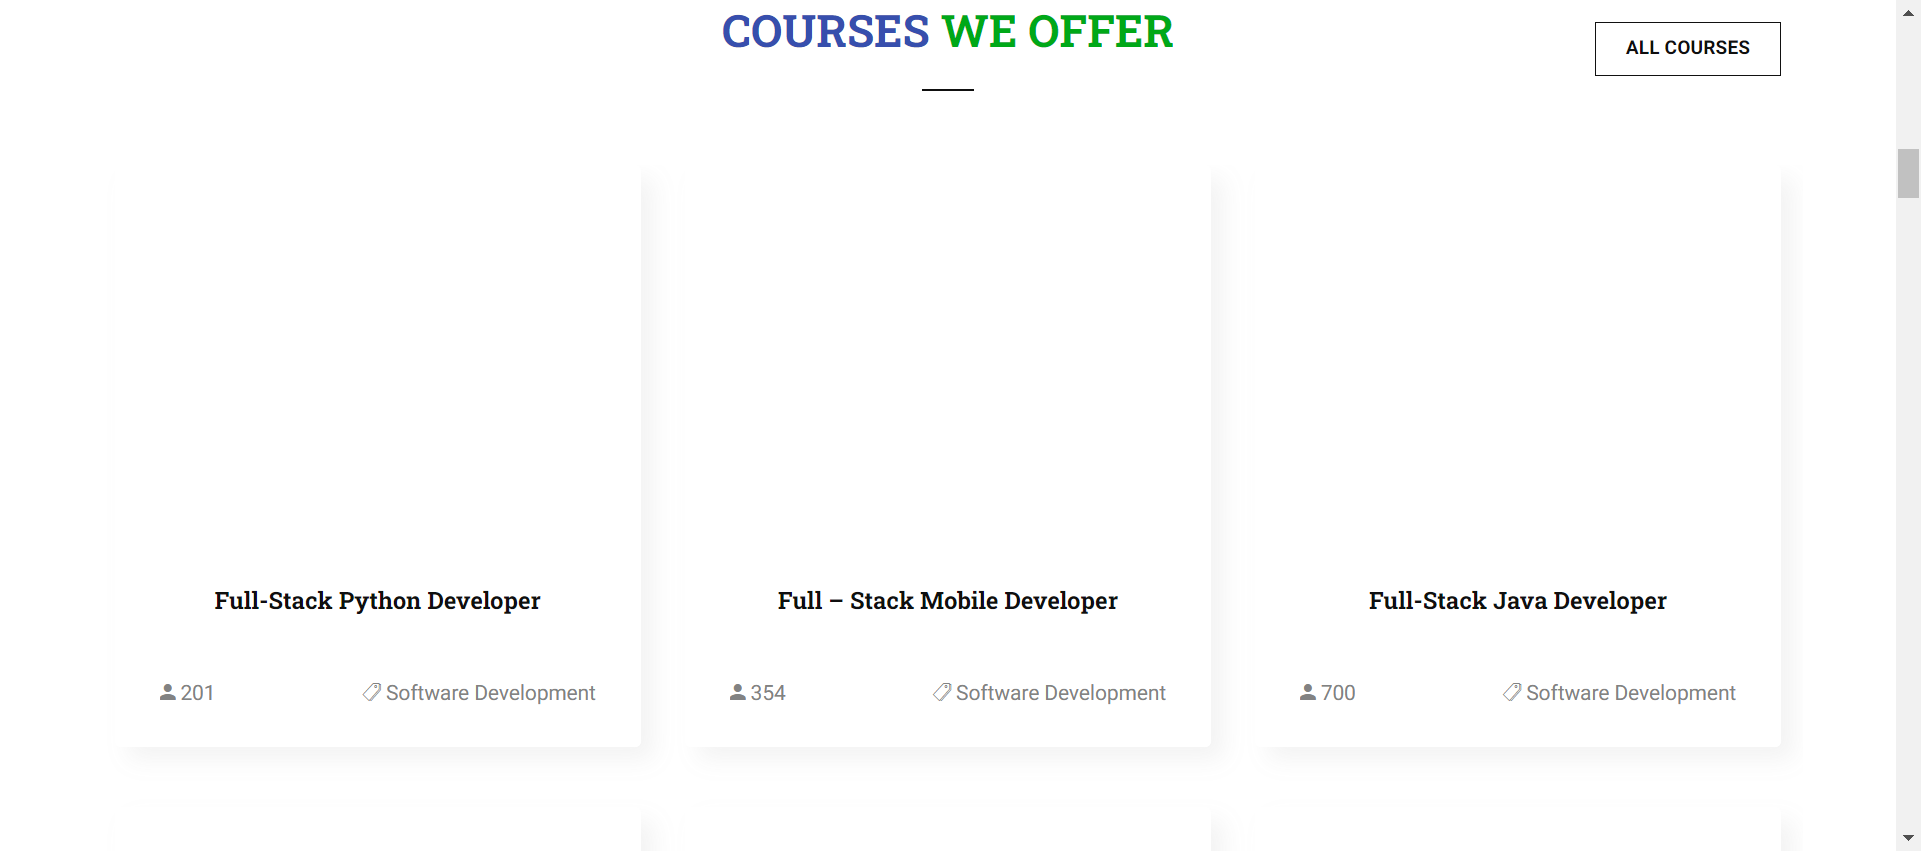 COURSES WE OFFER
ALL COURSES
Full-Stack Python Developer
Full – Stack Mobile Developer
Full-Stack Java Developer
201
Software Development
354
Software Development
700
Software Development